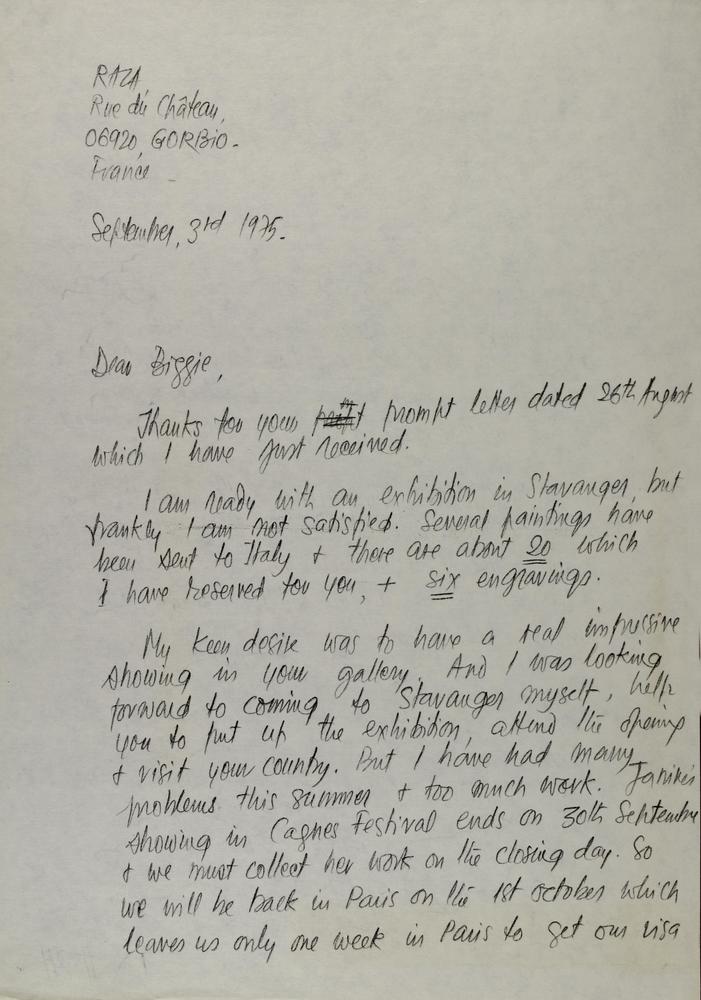 RAZA,
Rue du Château,
06920, GORBIO -
France -
September, 3rd 1975.
Dear Biggie,
Thanks for your prompt letter dated 26th August
which I have just received.
I am ready with an exhibition in Stavanger, but
frankly I am not satisfied. Several paintings have
been sent to Italy + there are about 20 which
I have reserved for you, + six engravings.
My keen desire was to have a real impressive
showing in your gallery. And I was looking
forward to coming to Stavanger myself, help
you to put up the exhibition, attend the opening
+ visit your country. But I have had many
problems this summer + too much work. Janine's
showing in Cagnes Festival ends on 30th September
+ we must collect her work on the closing day. So
we will be back in Paris on the 1st october which
leaves us only one week in Paris to get our visa